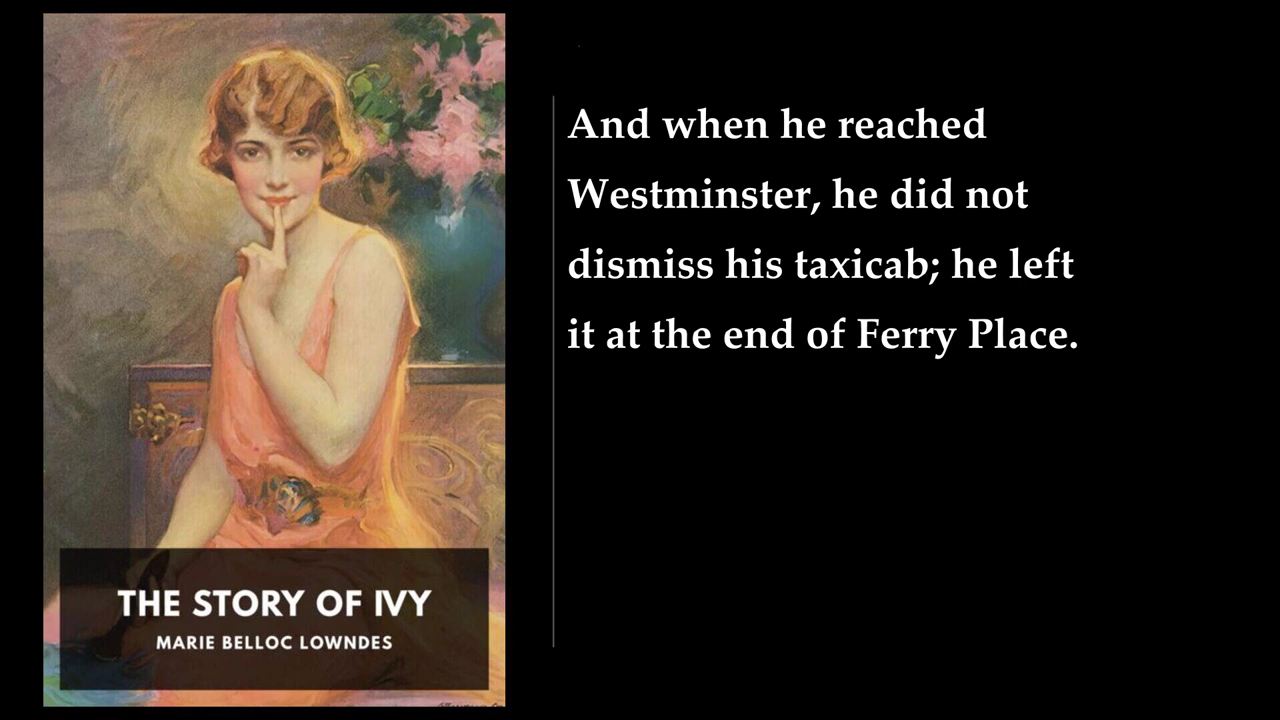 And when he reached
Westminster, he did not
dismiss his taxicab; he left
it at the end of Ferry Place.
THE STORY OF IVY
MARIE BELLOC LOWNDES